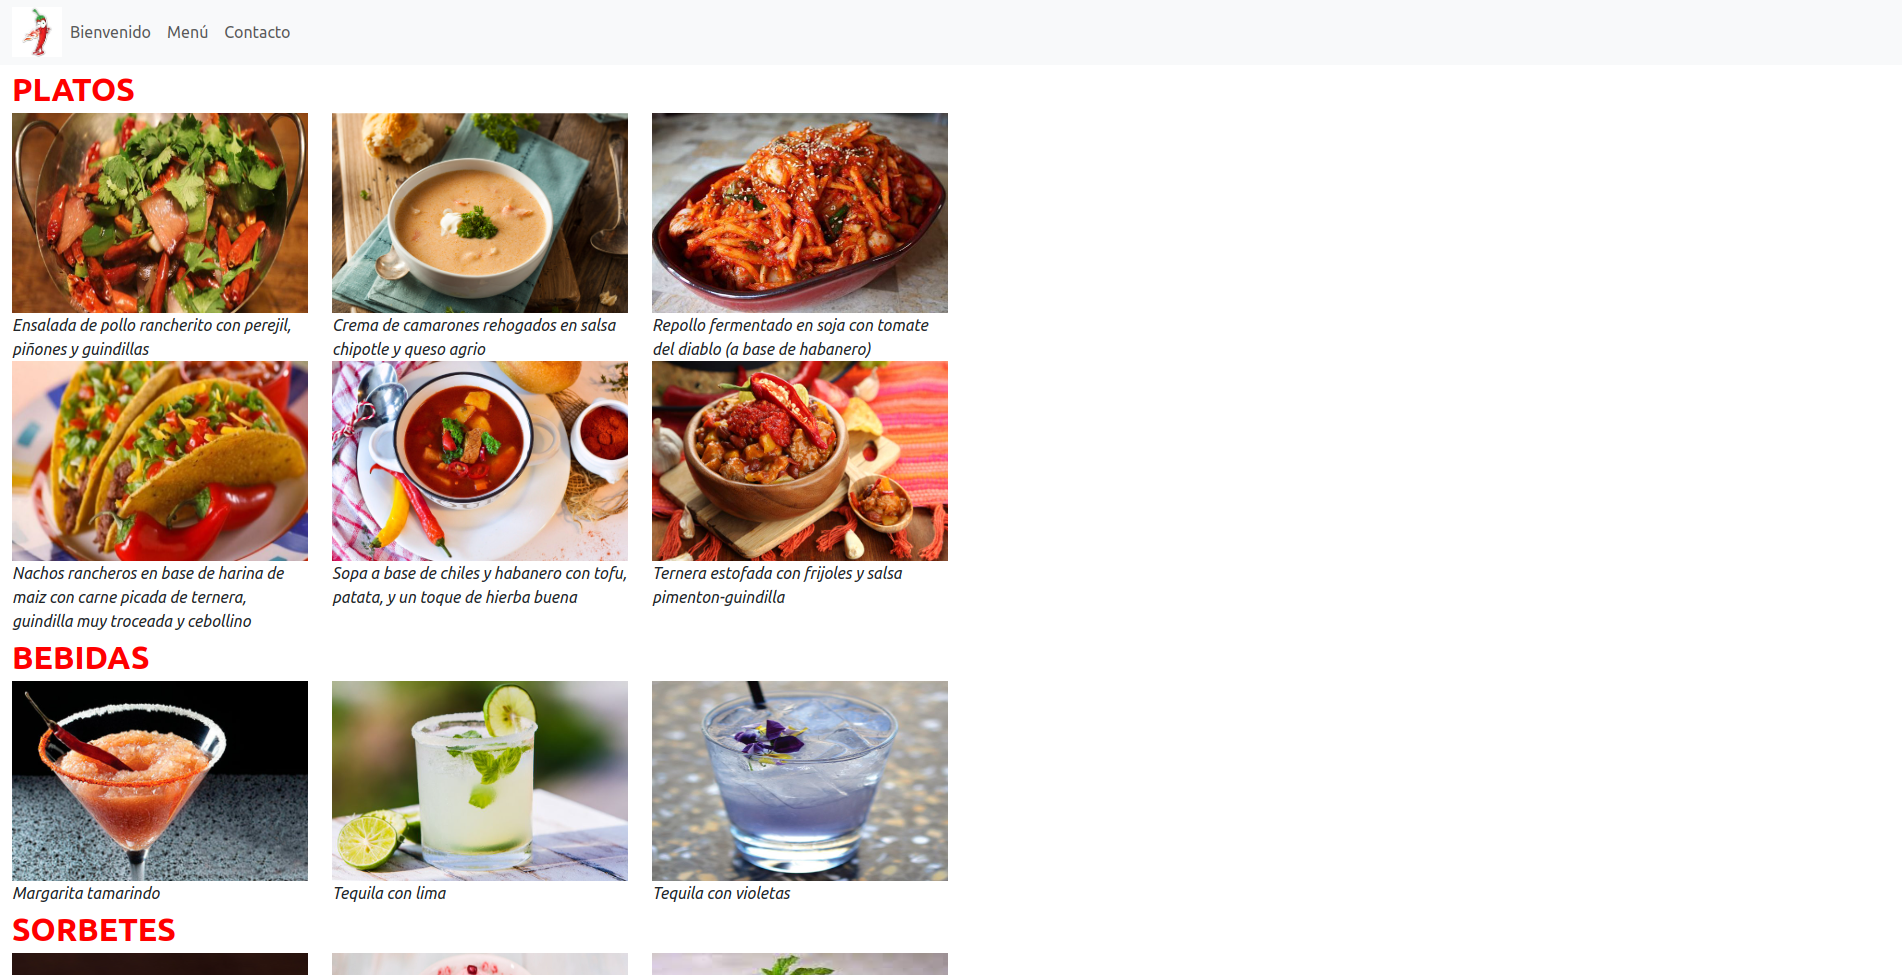 Bienvenido Menú Contacto
PLATOS
Ensalada de pollo rancherito con perejil,
piñones y guindillas
Crema de camarones rehogados en salsa
chipotle y queso agrio
Repollo fermentado en soja con tomate
del diablo (a base de habanero)
Nachos rancheros en base de harina de
maiz con carne picada de ternera,
guindilla muy troceada y cebollino
Sopa a base de chiles y habanero con tofu,
patata, y un toque de hierba buena
Ternera estofada con frijoles y salsa
pimenton-guindilla
BEBIDAS
Margarita tamarindo
Tequila con lima
Tequila con violetas
SORBETES